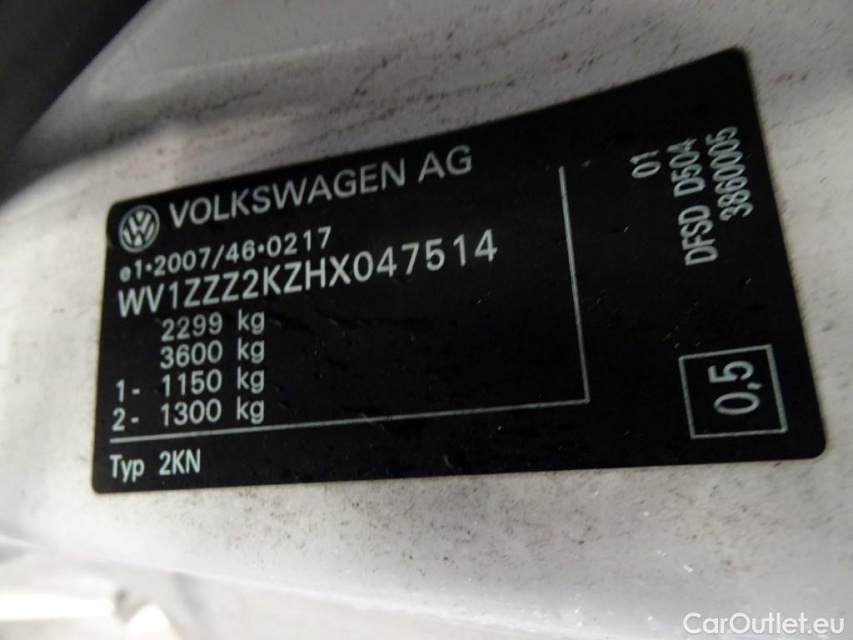 VOLKSWAGEN AG
e1*2007/46*0217
WV1ZZZ2KZHX047514
2299 kg
3600 kg
1- 1150 kg
2- 1300 kg
Typ 2KN
01
DFSD D504
3860005
0,5
CarOutlet.eu